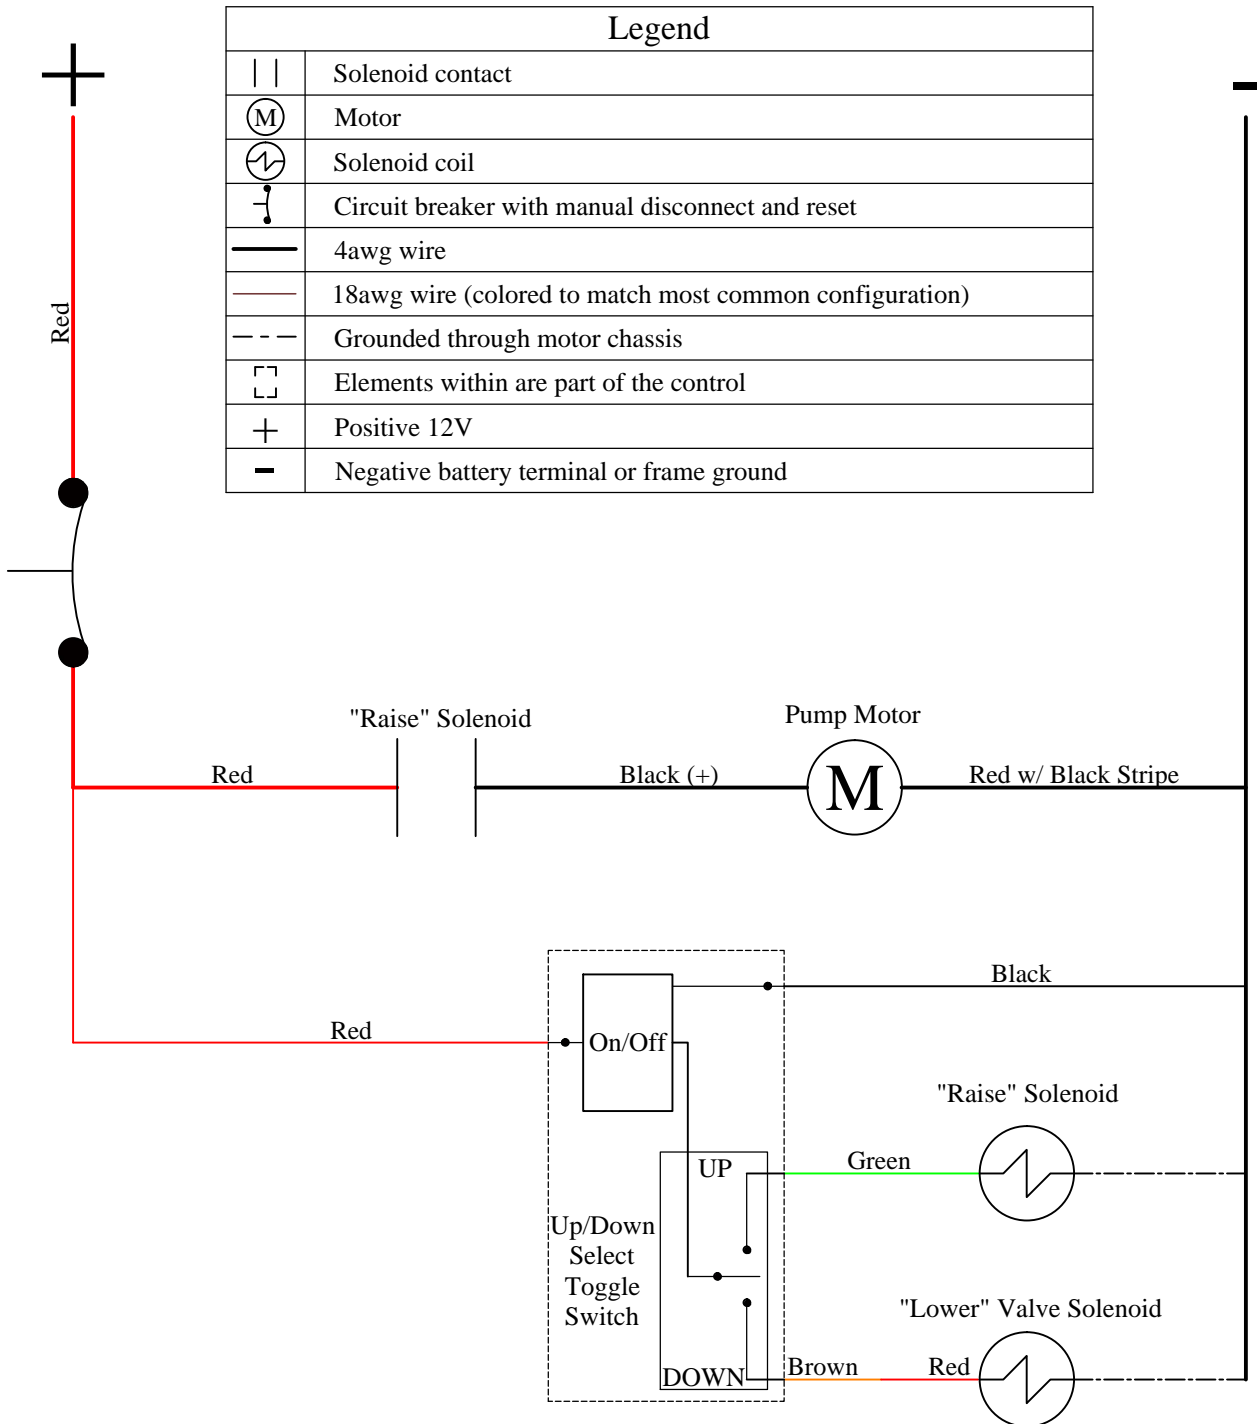 Legend
Solenoid contact
M
Motor
Solenoid coil
Circuit breaker with manual disconnect and reset
4awg wire
18awg wire (colored to match most common configuration)
Grounded through motor chassis
Elements within are part of the control
+
Positive 12V
-
Negative battery terminal or frame ground
+
-
Red
"Raise" Solenoid
Pump Motor
Red
Black (+)
M
Red w/ Black Stripe
Black
Red
On/Off
"Raise" Solenoid
UP
Green
Up/Down
Select
Toggle
Switch
"Lower" Valve Solenoid
DOWN
Brown
Red